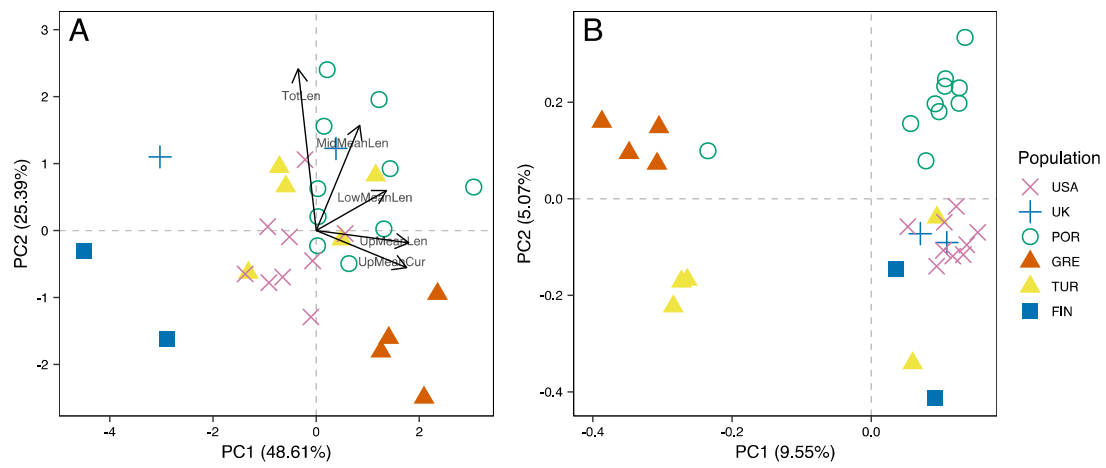 A
3
2
1
0
-1
-2
-4
-2
0
2
PC2 (25.39%)
PC1 (48.61%)
TotLen
MidMeanLen
LowMeanLen
UpMeanLen
UpMeanCur
B
0.2
0.0
-0.2
-0.4
-0.4
-0.2
0.0
PC2 (5.07%)
PC1 (9.55%)
Population
USA
UK
POR
GRE
TUR
FIN